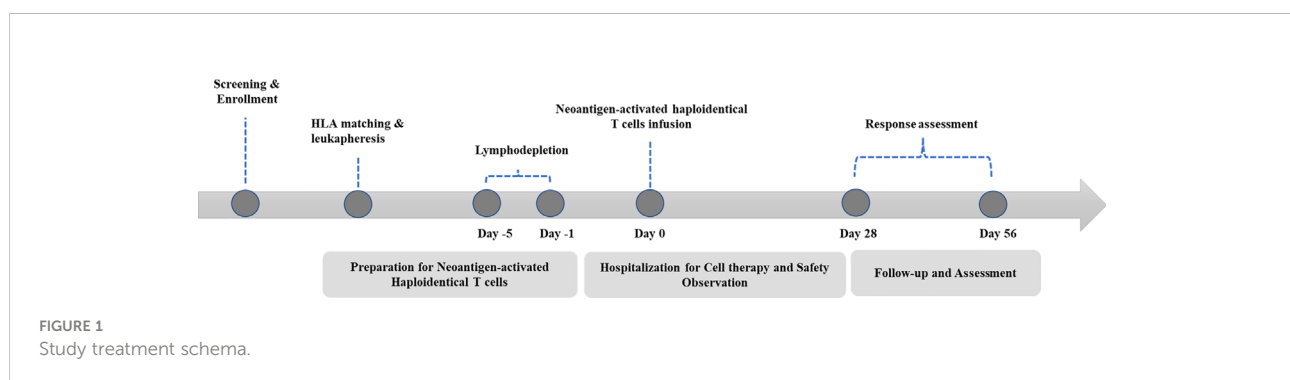 Screening &
Enrollment
HLA matching &
leukapheresis
Lymphodepletion
Neoantigen-activated haploidentical
T cells infusion
Response assessment
Day -5
Day -1
Day 0
Day 28
Day 56
Preparation for Neoantigen-activated
Haploidentical T cells
Hospitalization for Cell therapy and Safety
Observation
Follow-up and Assessment
FIGURE 1
Study treatment schema.